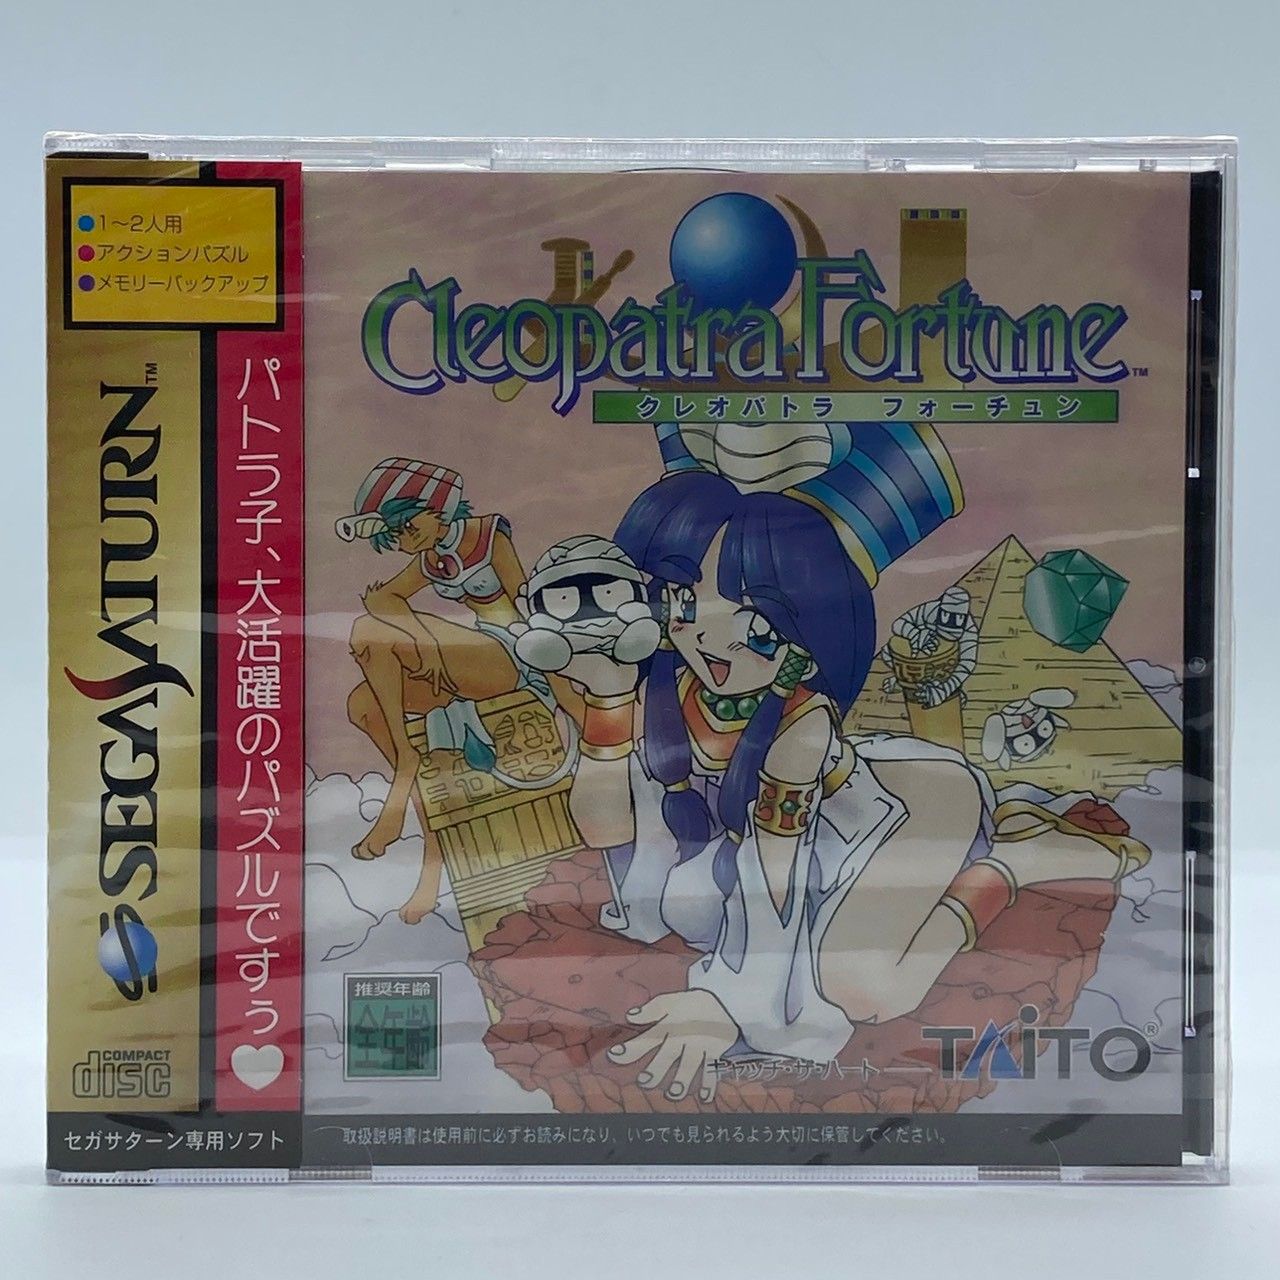 ●1～2人用
●アクションパズル
●メモリーバックアップ
SEGA SATURN™
パトラ子、大活躍のパズルですぅ♥
COMPACT
disc
セガサターン専用ソフト
Cleopatra Fortune™
クレオパトラ フォーチュン
推奨年齢
全年齢
キャッチ・ザ・ハート
TAITO®
取扱説明書は使用前に必ずお読みになり、いつでも見られるよう大切に保管してください。